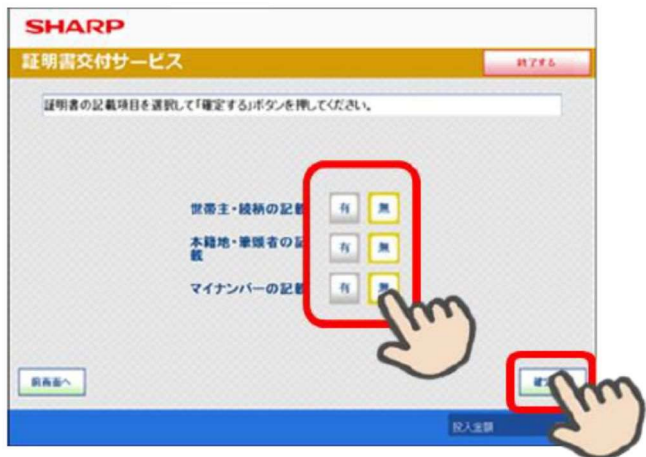 SHARP
証明書交付サービス
終了する
証明書の記載項目を選択して「確定する」ボタンを押してください。
世帯主・続柄の記載
有
無
本籍地・筆頭者の記
載
有
無
マイナンバーの記載
有
無
前画面へ
確定
投入金額